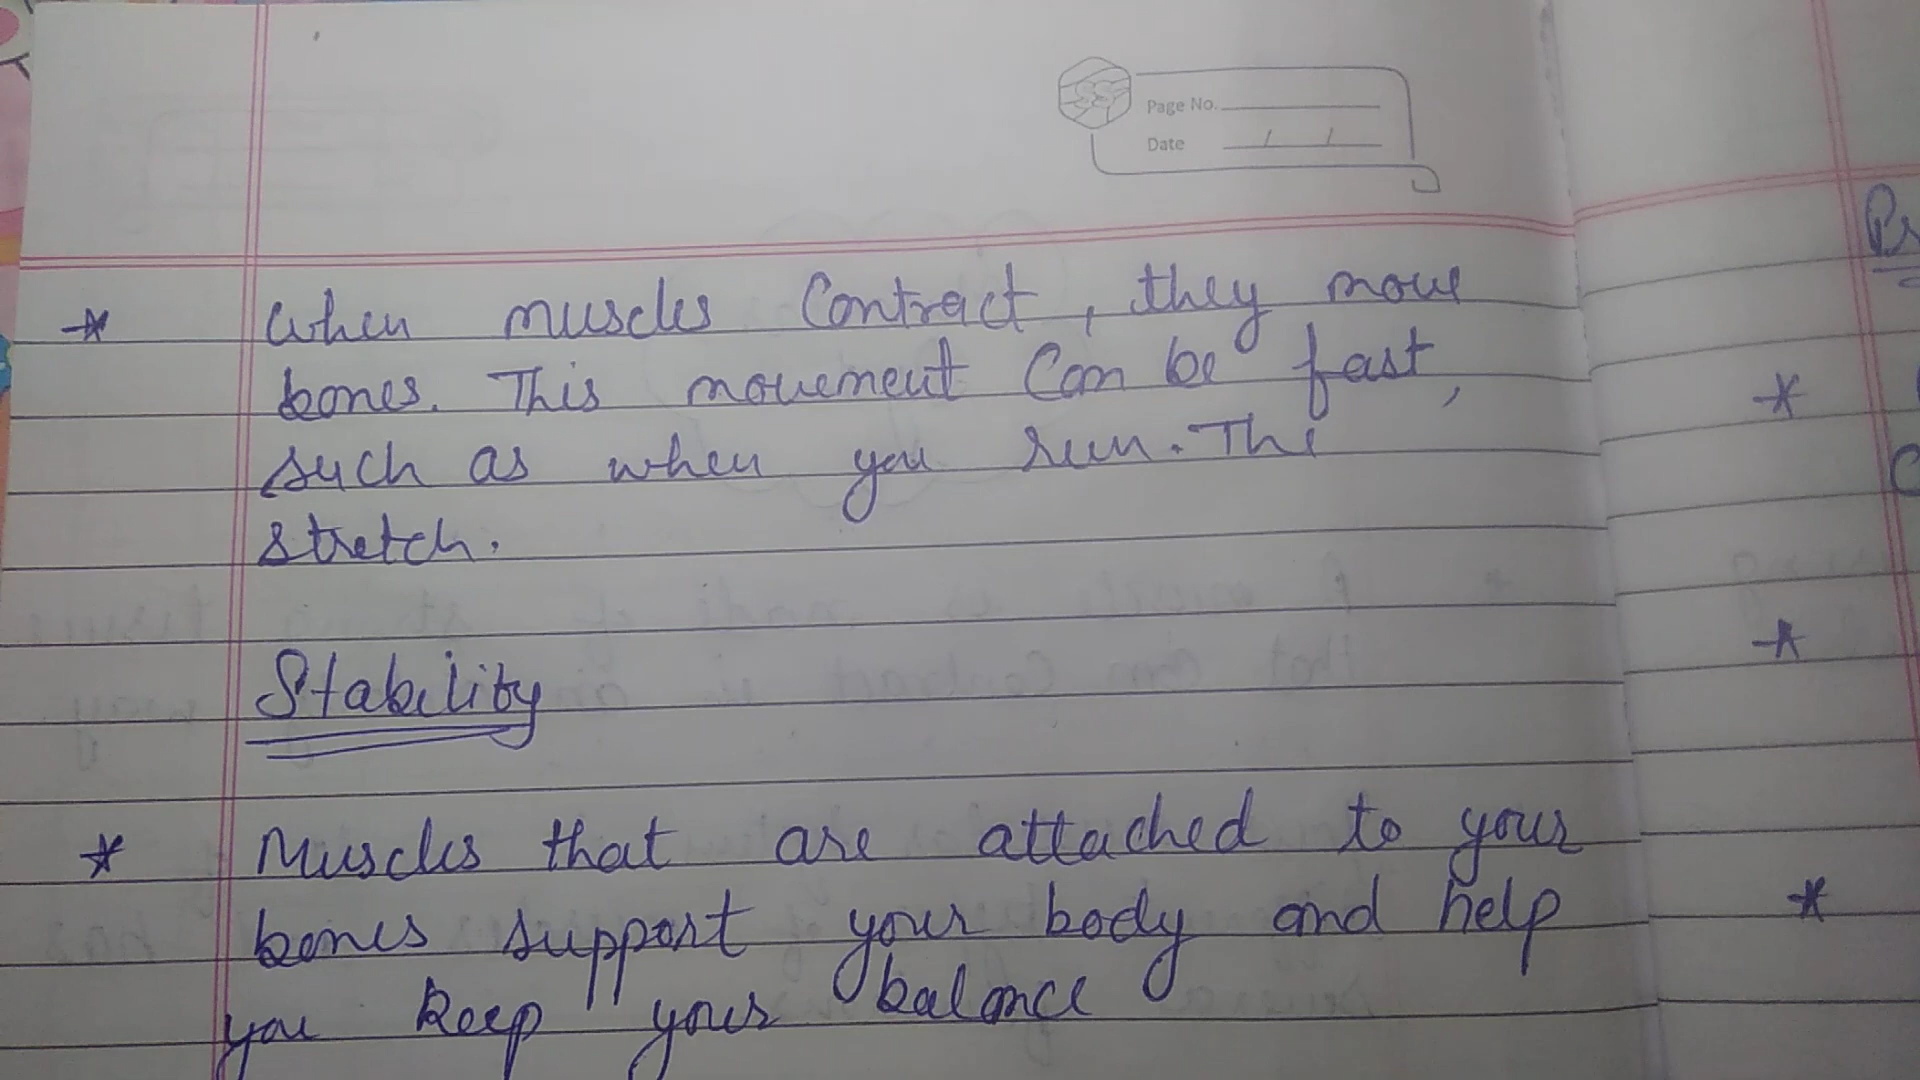 Page No.
Date / /
* When muscles Contract, they move
bones. This movement Can be fast,
such as when you run. The
stretch.
Stability
* Muscles that are attached to your
bones support your body and help
you keep your balance
Pr
*
*
*